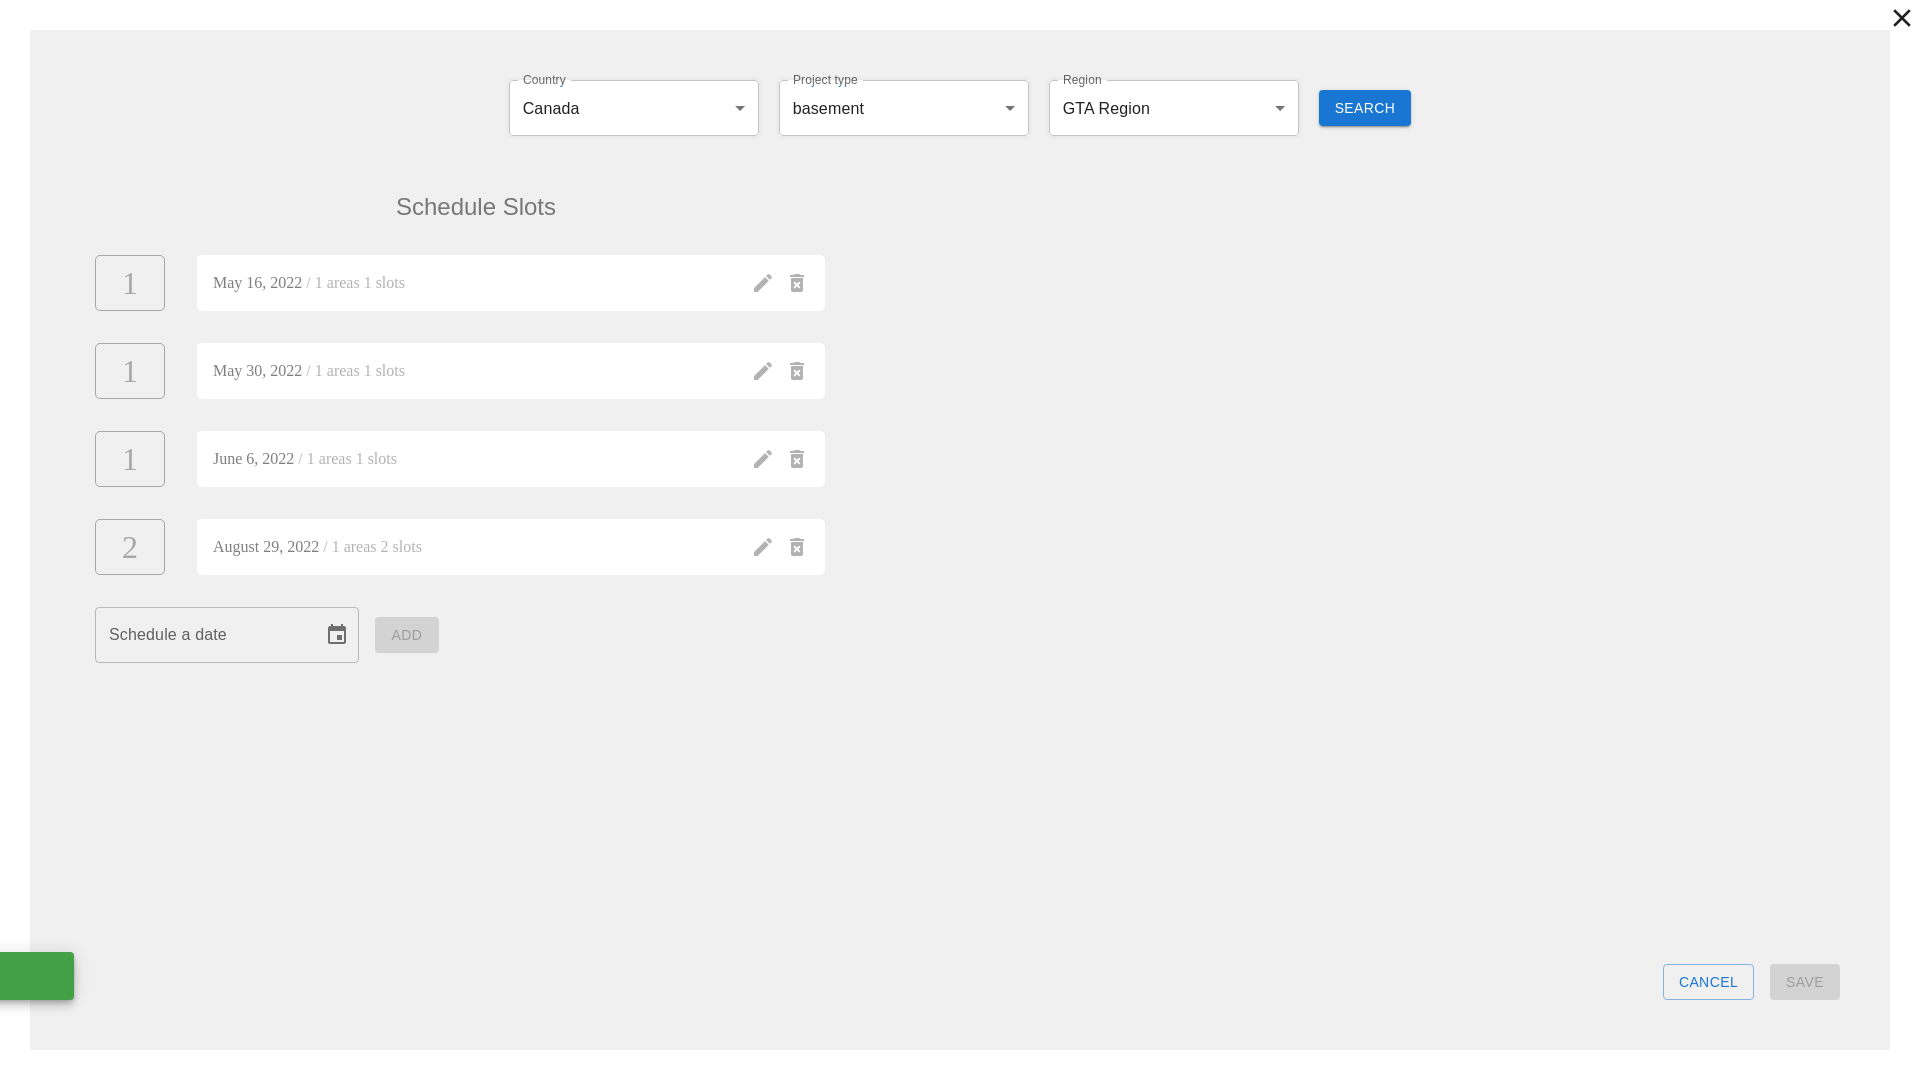 Country
Canada
Project type
basement
Region
GTA Region
SEARCH
Schedule Slots
1
May 16, 2022 / 1 areas 1 slots
1
May 30, 2022 / 1 areas 1 slots
1
June 6, 2022 / 1 areas 1 slots
2
August 29, 2022 / 1 areas 2 slots
Schedule a date
ADD
CANCEL
SAVE